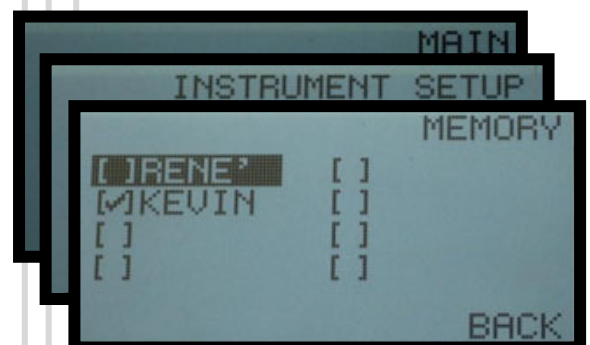 MAIN
INSTRUMENT SETUP
MEMORY
[ ]RENE' [ ]
[✓]KEVIN [ ]
[ ] [ ]
[ ] [ ]
BACK